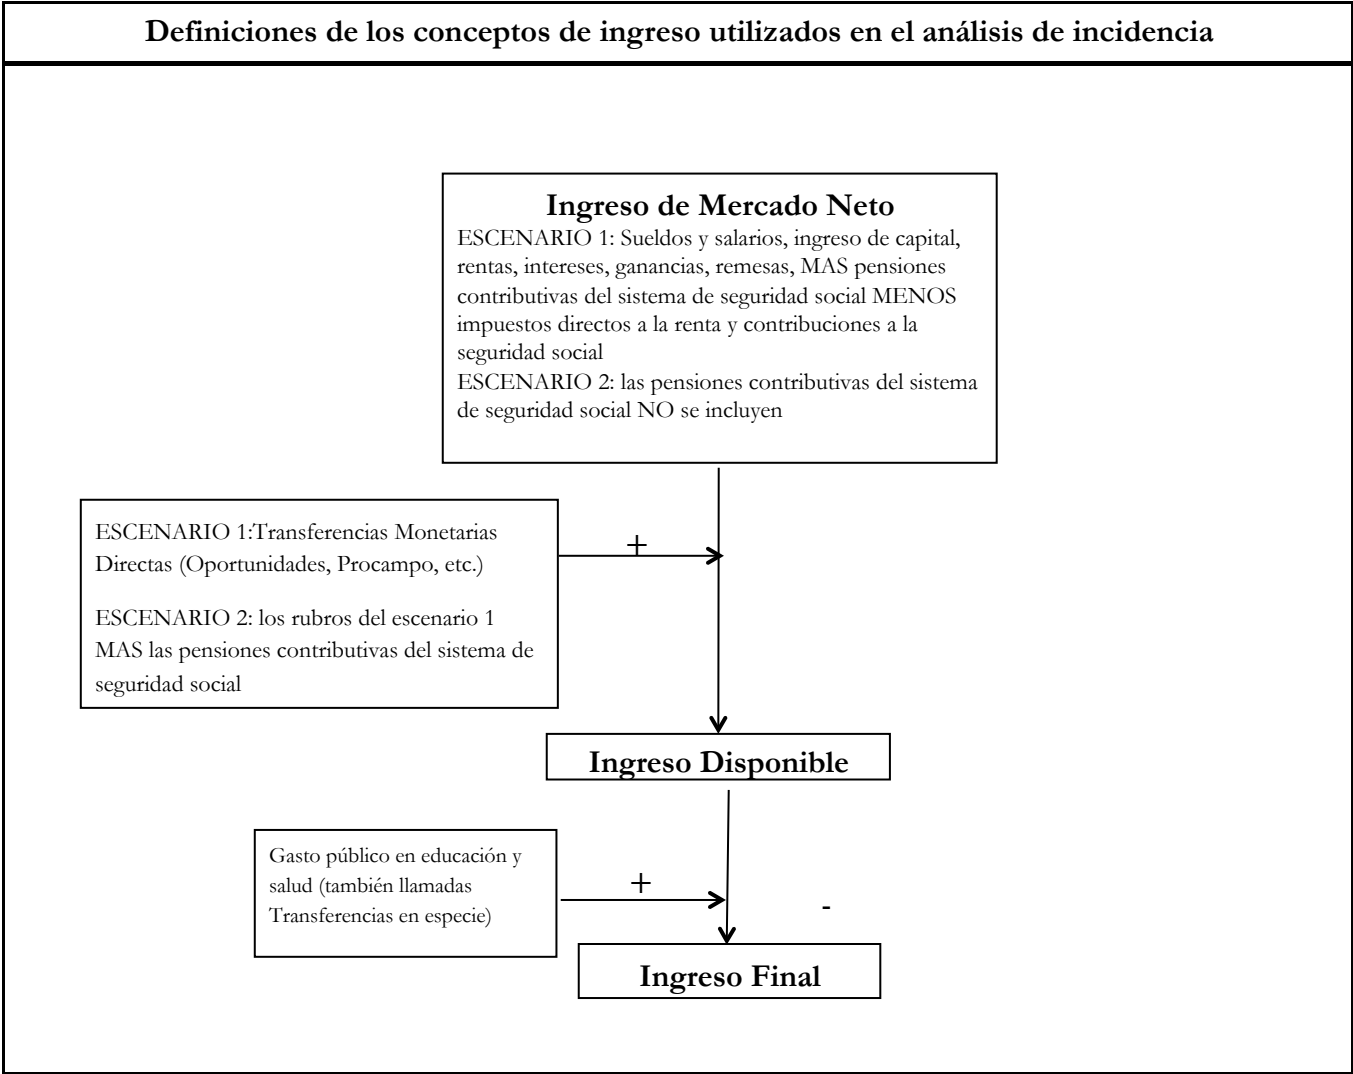 Definiciones de los conceptos de ingreso utilizados en el análisis de incidencia
Ingreso de Mercado Neto
ESCENARIO 1: Sueldos y salarios, ingreso de capital,
rentas, intereses, ganancias, remesas, MAS pensiones
contributivas del sistema de seguridad social MENOS
impuestos directos a la renta y contribuciones a la
seguridad social
ESCENARIO 2: las pensiones contributivas del sistema
de seguridad social NO se incluyen
ESCENARIO 1:Transferencias Monetarias
Directas (Oportunidades, Procampo, etc.)
ESCENARIO 2: los rubros del escenario 1
MAS las pensiones contributivas del sistema de
seguridad social
+
Ingreso Disponible
Gasto público en educación y
salud (también llamadas
Transferencias en especie)
+
-
Ingreso Final